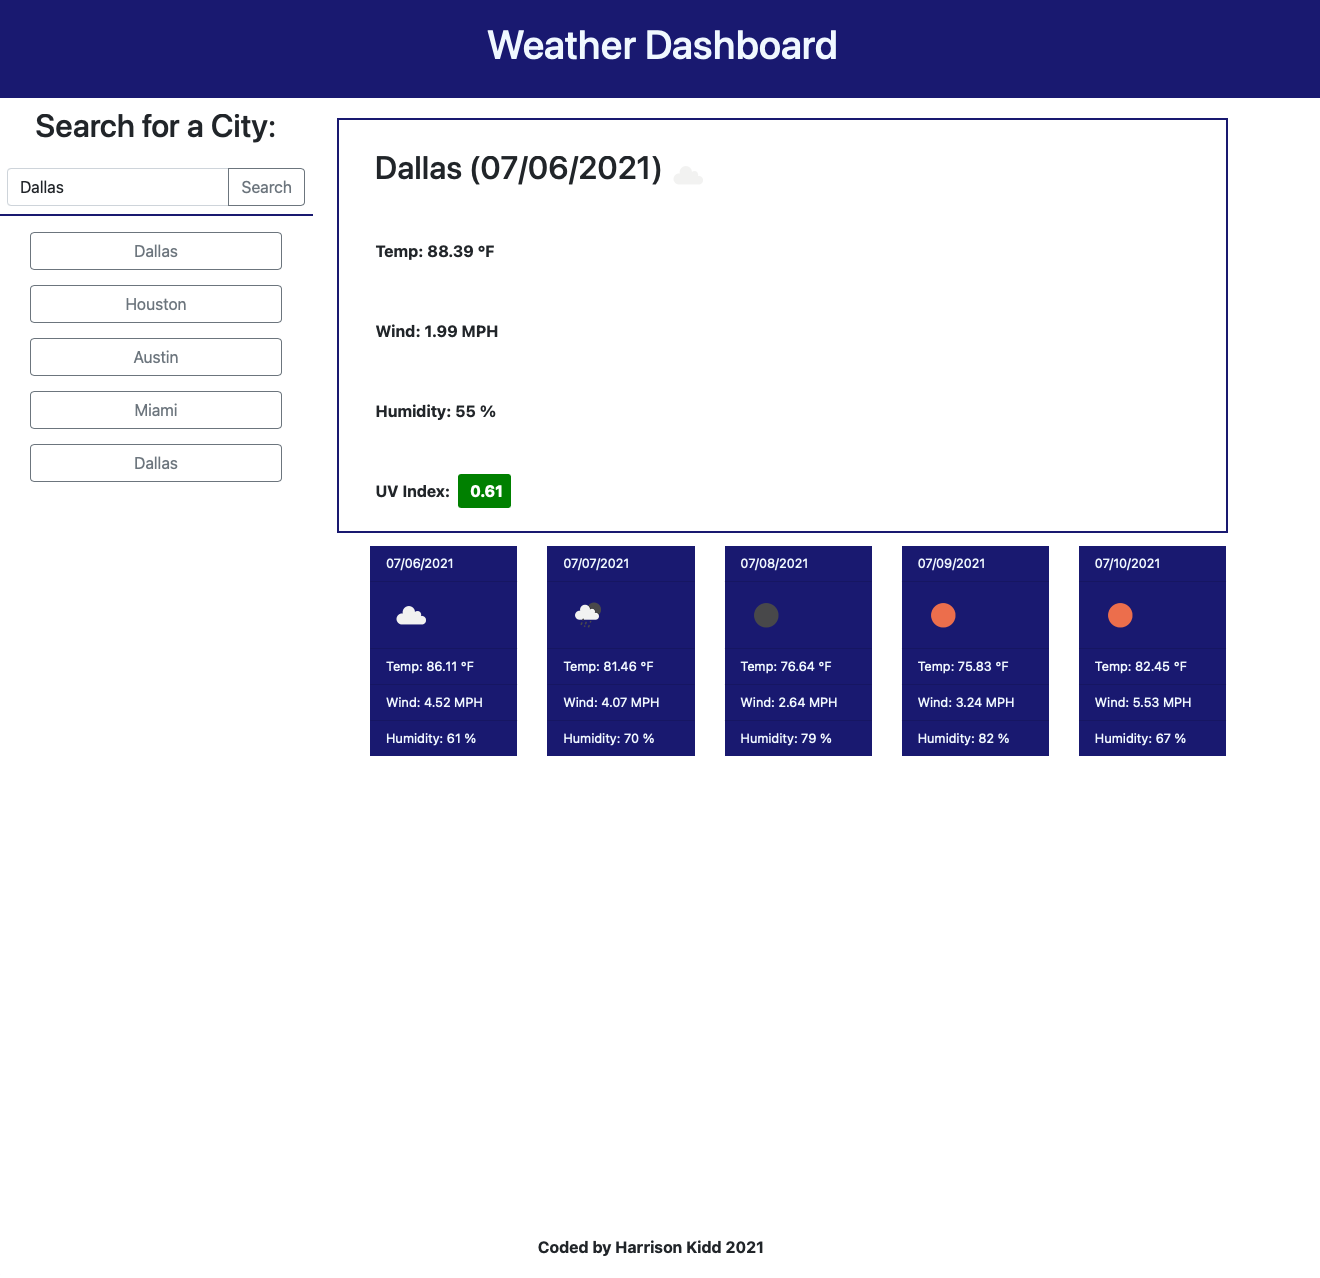 Weather Dashboard
Search for a City:
Dallas
Search
Dallas
Houston
Austin
Miami
Dallas
Dallas (07/06/2021)
Temp: 88.39 °F
Wind: 1.99 MPH
Humidity: 55 %
UV Index: 0.61
07/06/2021
Temp: 86.11 °F
Wind: 4.52 MPH
Humidity: 61 %
07/07/2021
Temp: 81.46 °F
Wind: 4.07 MPH
Humidity: 70 %
07/08/2021
Temp: 76.64 °F
Wind: 2.64 MPH
Humidity: 79 %
07/09/2021
Temp: 75.83 °F
Wind: 3.24 MPH
Humidity: 82 %
07/10/2021
Temp: 82.45 °F
Wind: 5.53 MPH
Humidity: 67 %
Coded by Harrison Kidd 2021